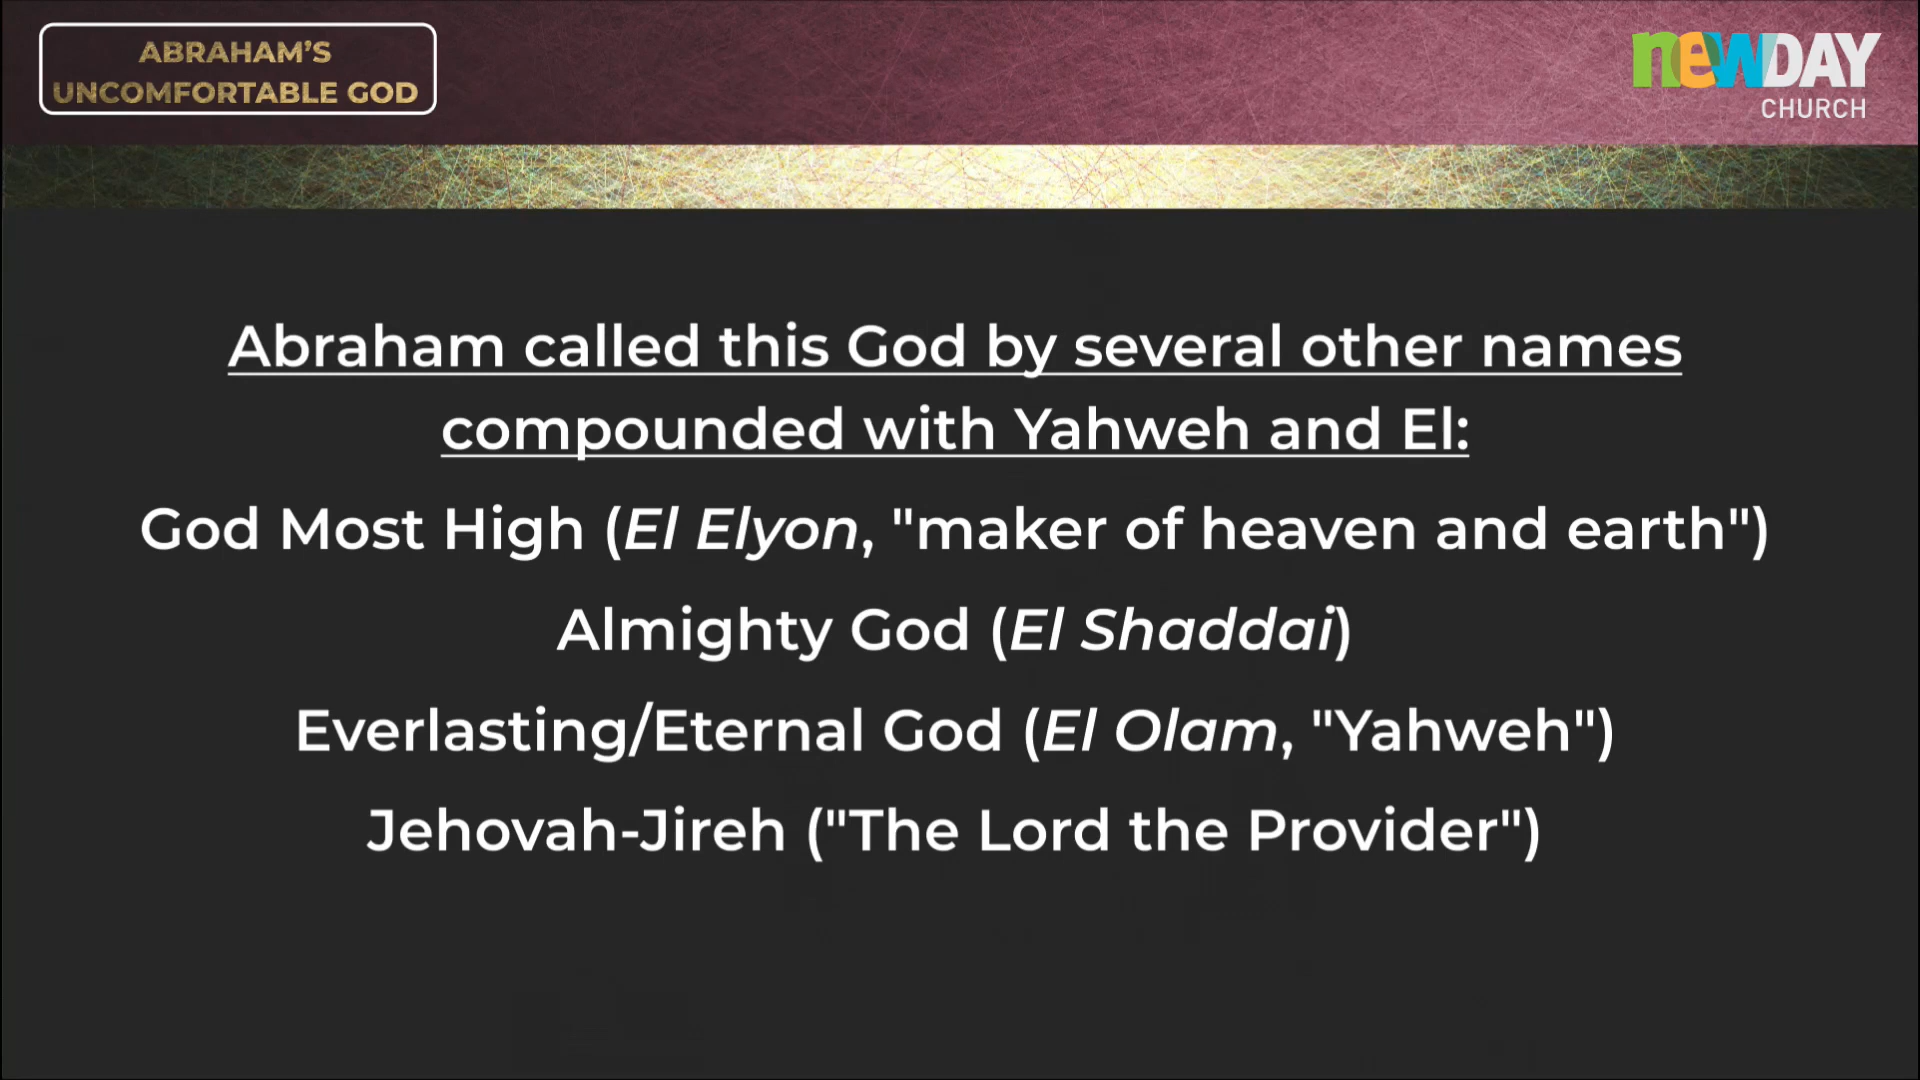 ABRAHAM’S
UNCOMFORTABLE GOD
newDAY
CHURCH
Abraham called this God by several other names
compounded with Yahweh and El:
God Most High (El Elyon, "maker of heaven and earth")
Almighty God (El Shaddai)
Everlasting/Eternal God (El Olam, "Yahweh")
Jehovah-Jireh ("The Lord the Provider")